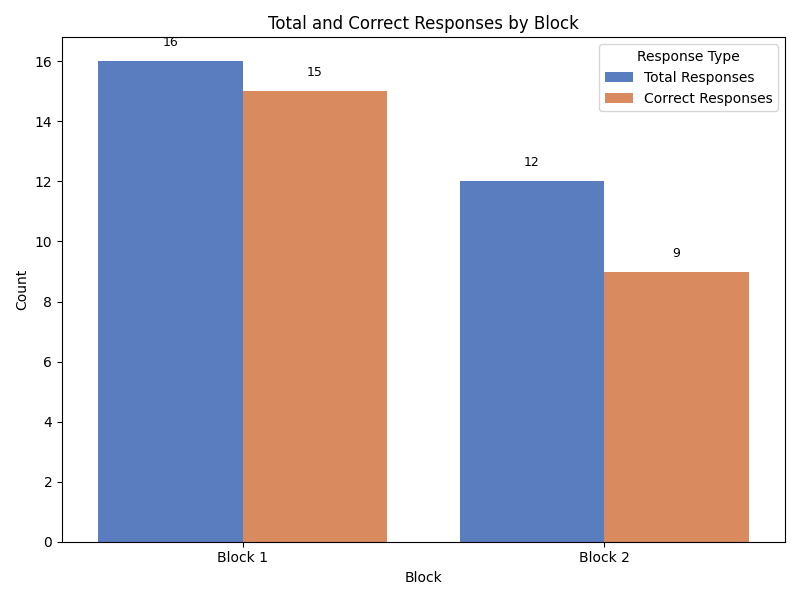 Total and Correct Responses by Block
Response Type
Total Responses
Correct Responses
16
15
12
9
Count
16
14
12
10
8
6
4
2
0
Block 1
Block 2
Block